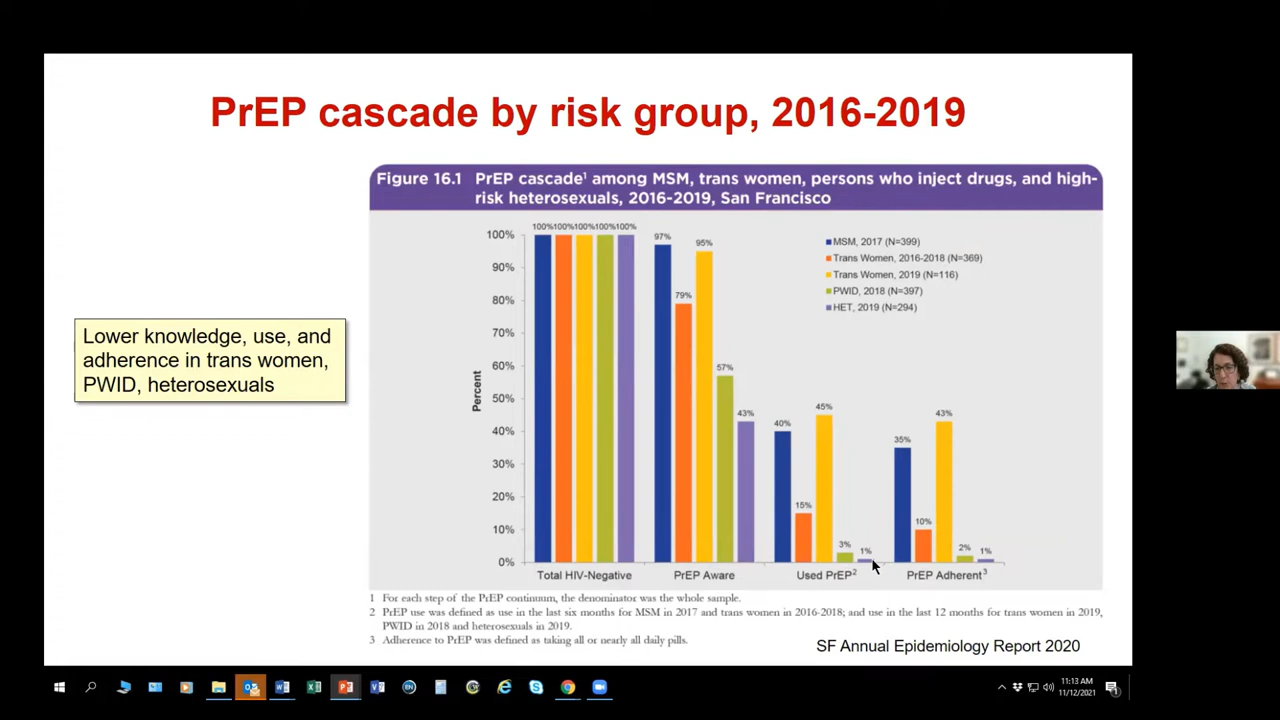 PrEP cascade by risk group, 2016-2019
Figure 16.1 PrEP cascade¹ among MSM, trans women, persons who inject drugs, and high-
risk heterosexuals, 2016-2019, San Francisco
Lower knowledge, use, and
adherence in trans women,
PWID, heterosexuals
Percent
100%
90%
80%
70%
60%
50%
40%
30%
20%
10%
0%
100% 100% 100% 100% 100%
97%
79%
95%
57%
43%
40%
15%
45%
3%
1%
35%
10%
43%
2%
1%
MSM, 2017 (N=399)
Trans Women, 2016-2018 (N=369)
Trans Women, 2019 (N=116)
PWID, 2018 (N=397)
HET, 2019 (N=294)
Total HIV-Negative
PrEP Aware
Used PrEP²
PrEP Adherent³
1 For each step of the PrEP continuum, the denominator was the whole sample.
2 PrEP use was defined as use in the last six months for MSM in 2017 and trans women in 2016-2018; and use in the last 12 months for trans women in 2019,
PWID in 2018 and heterosexuals in 2019.
3 Adherence to PrEP was defined as taking all or nearly all daily pills.
SF Annual Epidemiology Report 2020
11:13 AM
11/12/2021